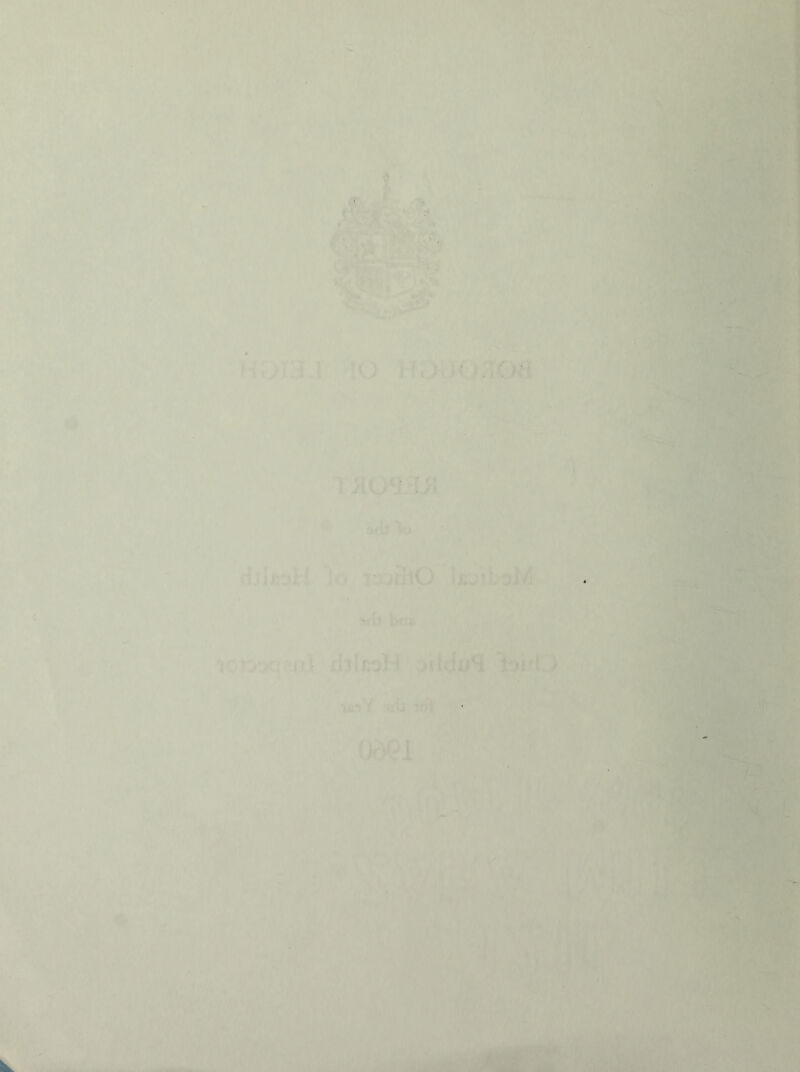 BOROUGH OF LEIGH
REPORT
of the
Medical Officer of Health
and the
Chief Public Health Inspector
for the Year
1960